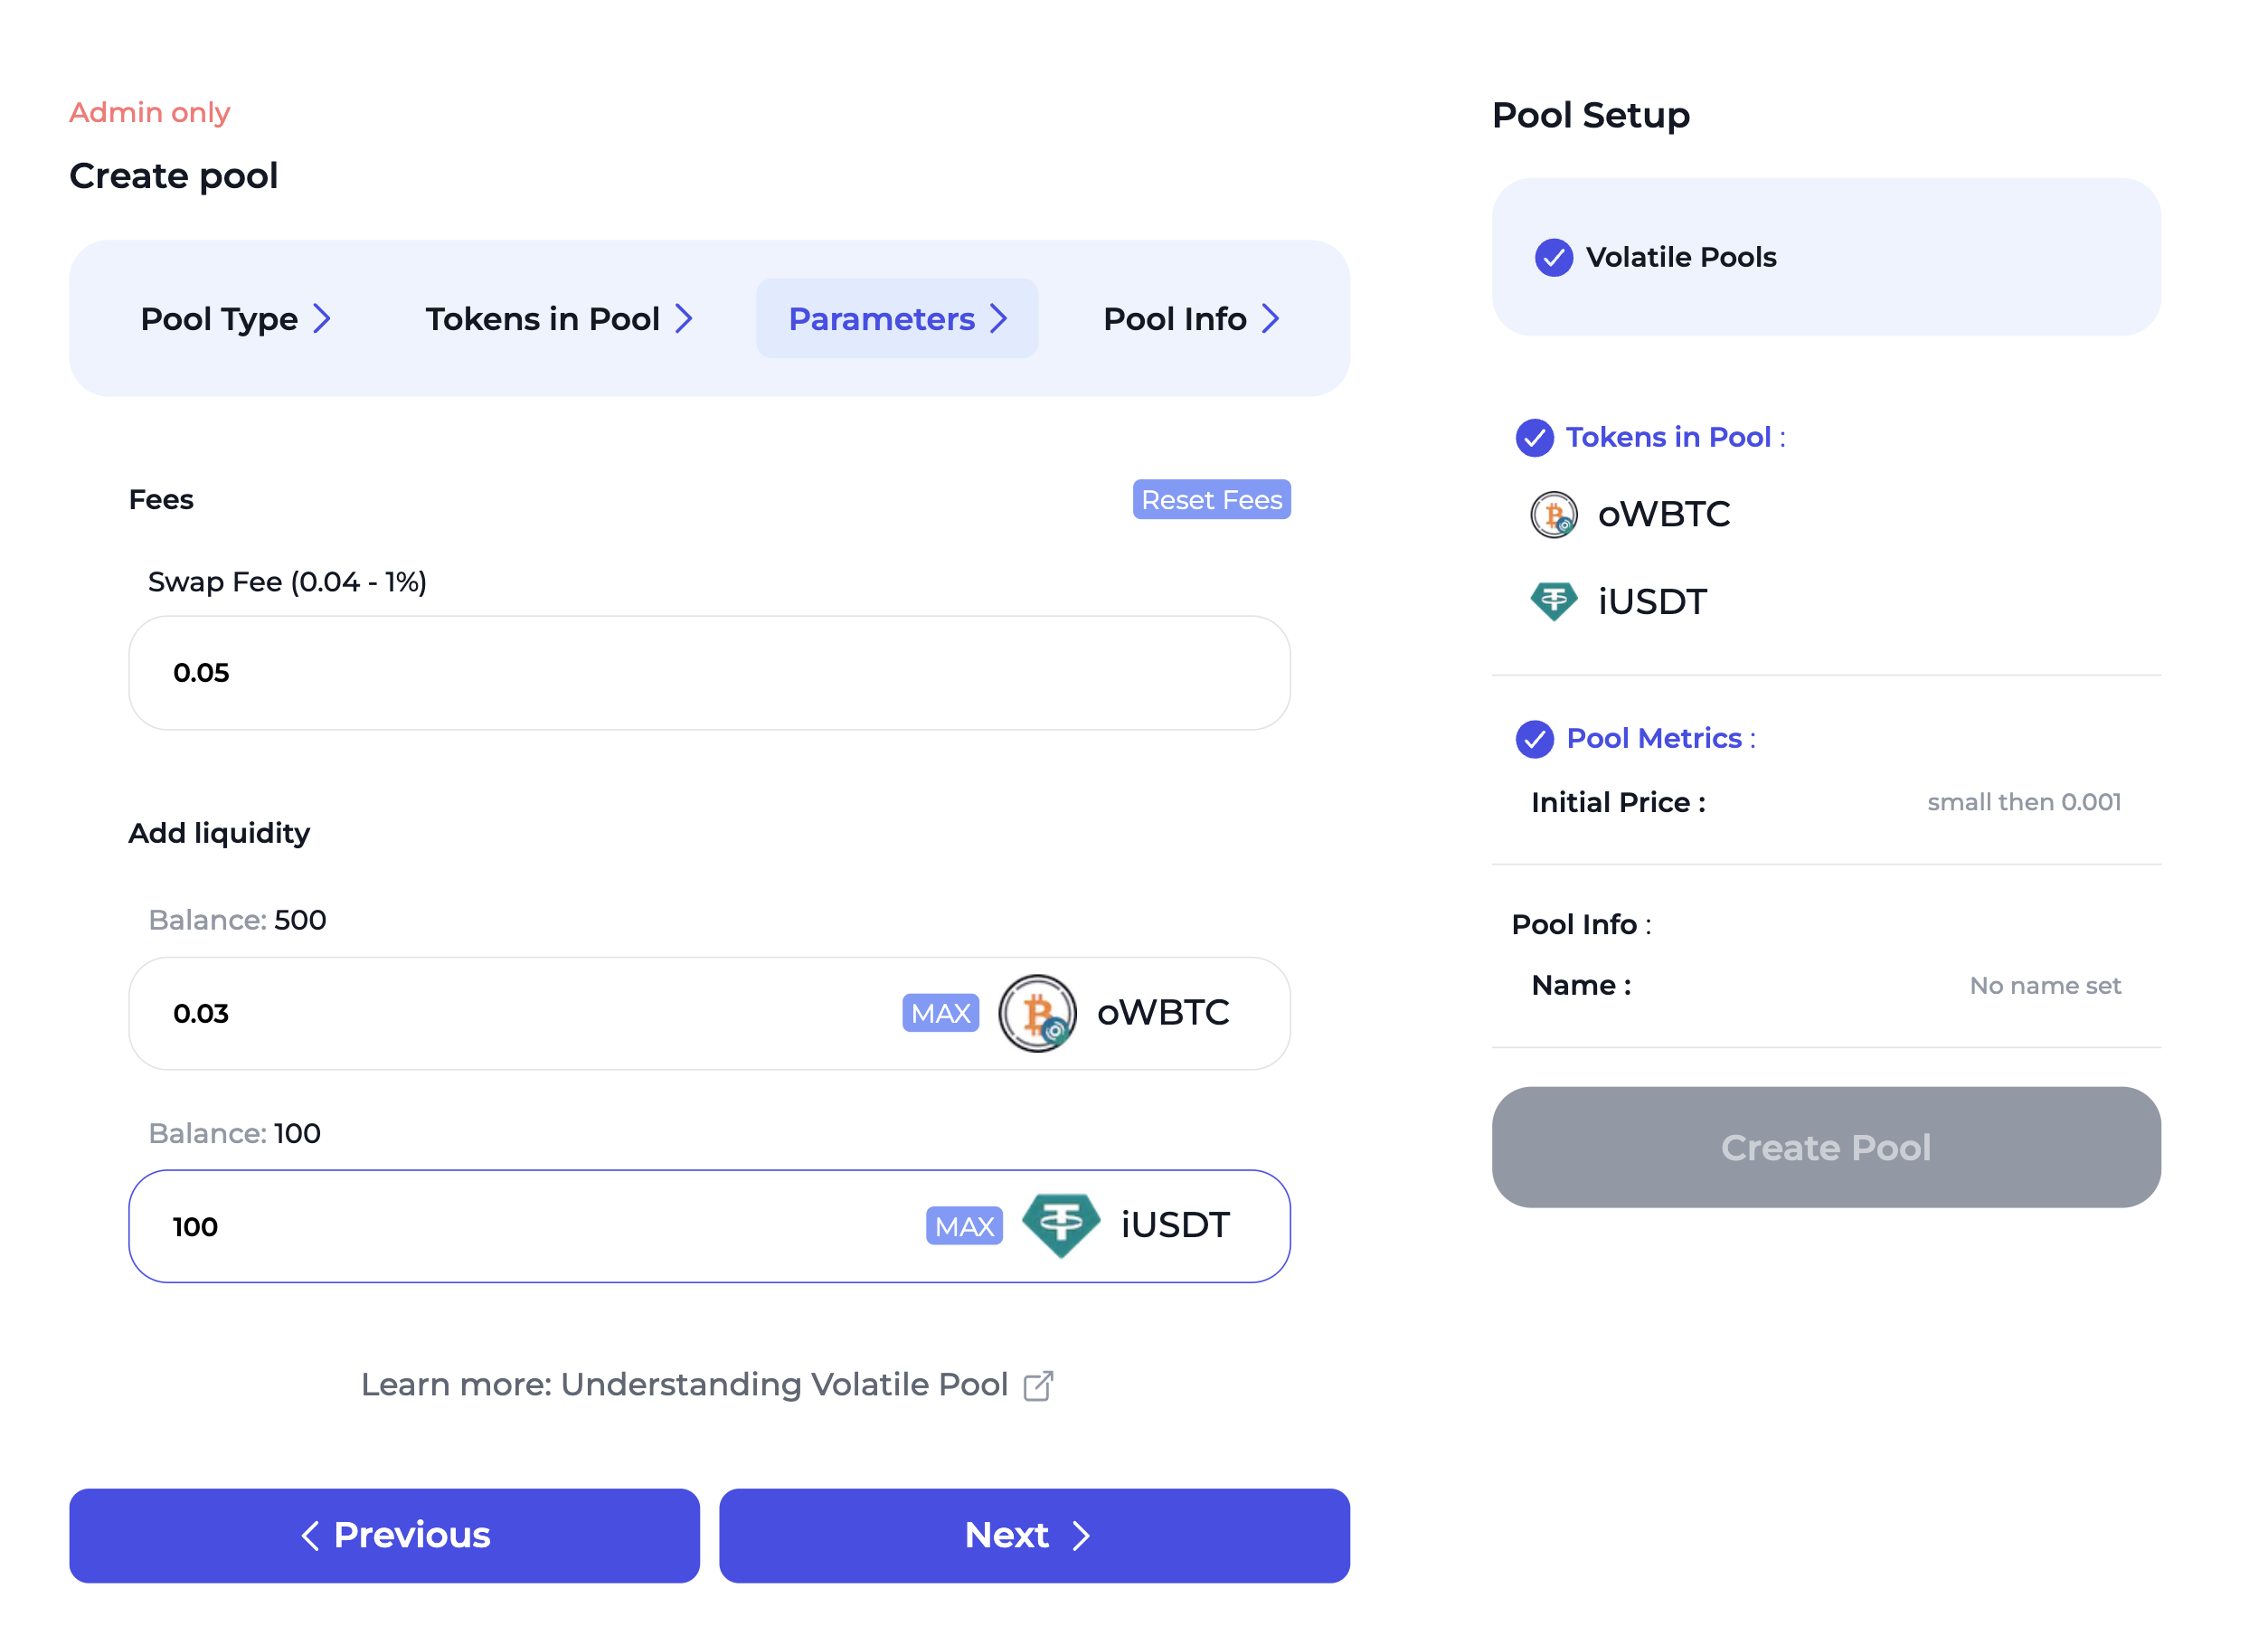 Admin only
Create pool
Pool Type
Tokens in Pool
Parameters
Pool Info
Fees
Reset Fees
Swap Fee (0.04 - 1%)
0.05
Add liquidity
Balance: 500
0.03
MAX
oWBTC
Balance: 100
100
MAX
iUSDT
Learn more: Understanding Volatile Pool
Previous
Next
Pool Setup
Volatile Pools
Tokens in Pool :
oWBTC
iUSDT
Pool Metrics :
Initial Price : small then 0.001
Pool Info :
Name : No name set
Create Pool